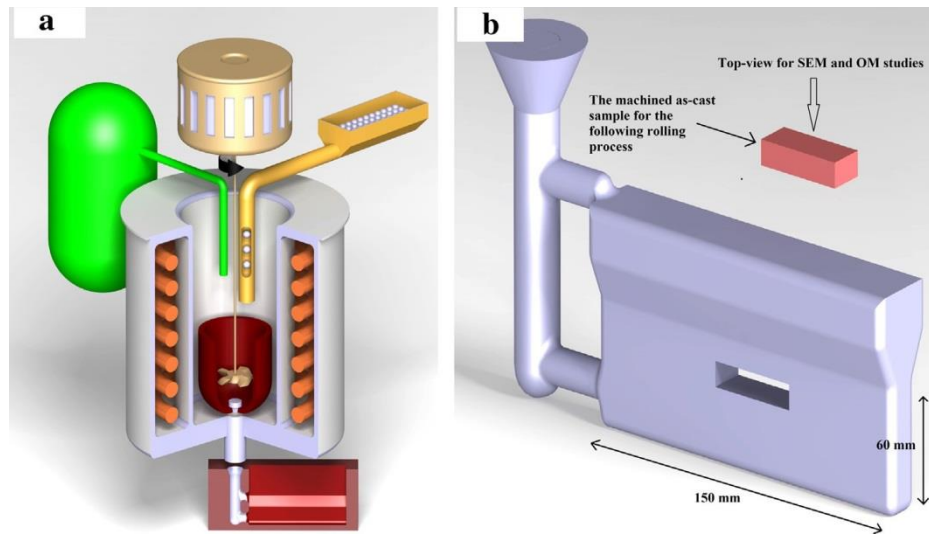 a
b
Top-view for SEM and OM studies
The machined as-cast
sample for the
following rolling
process
60 mm
150 mm